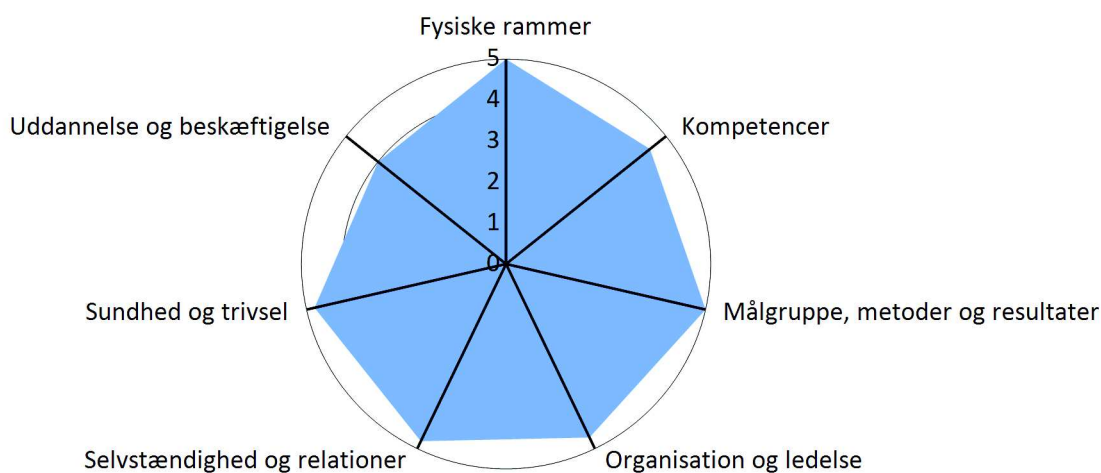 Fysiske rammer
5
4
3
2
1
0
Uddannelse og beskæftigelse
Kompetencer
Sundhed og trivsel
Målgruppe, metoder og resultater
Selvstændighed og relationer
Organisation og ledelse